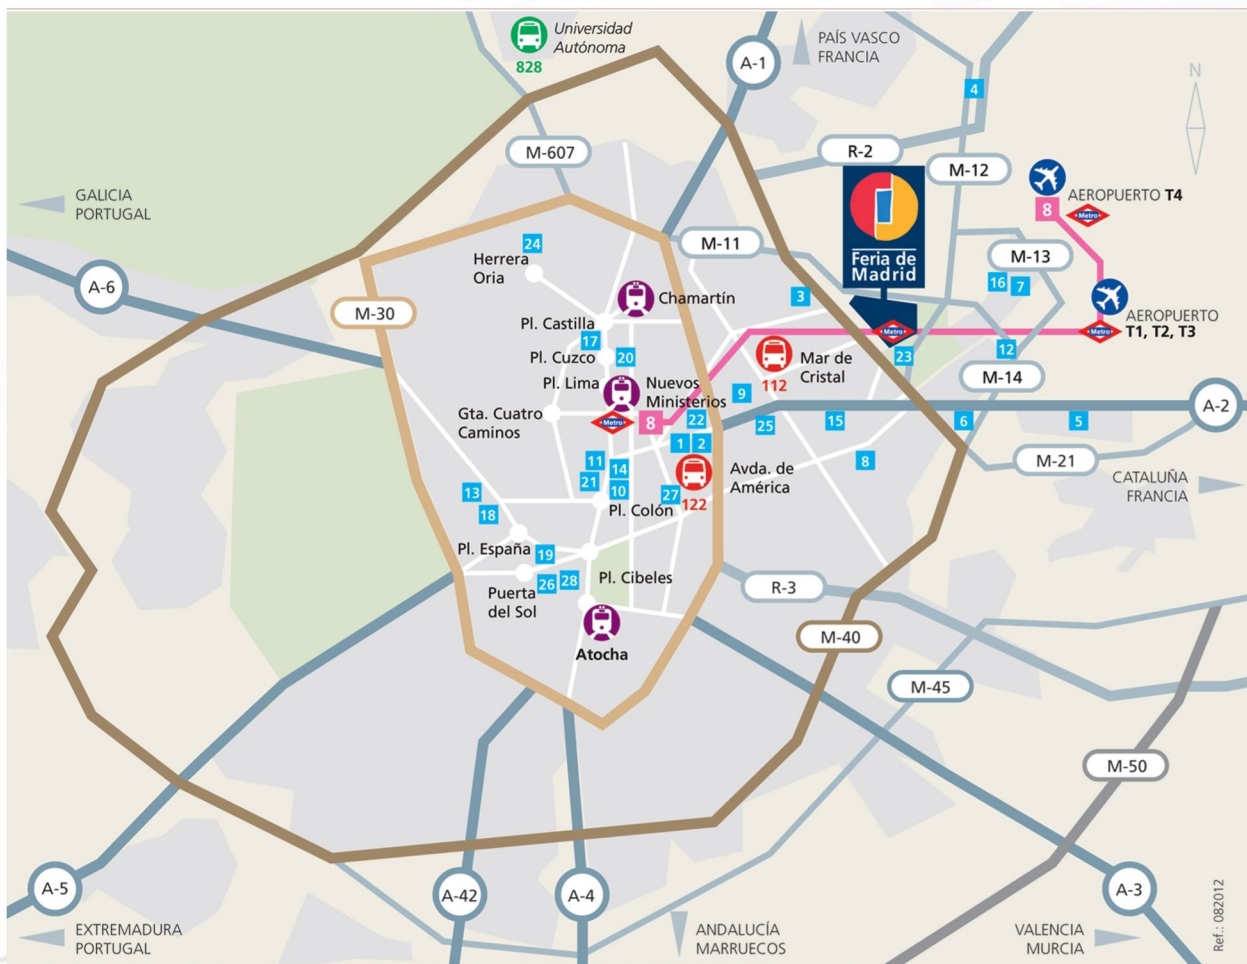 Universidad
Autónoma
828
A-1
PAÍS VASCO
FRANCIA
N
4
M-607
R-2
M-12
GALICIA
PORTUGAL
AEROPUERTO T4
8
Metro
24
Herrera
Oria
M-11
Feria de
Madrid
M-13
16
7
A-6
Chamartín
3
M-30
AEROPUERTO
T1, T2, T3
Metro
Metro
Pl. Castilla
17
Pl. Cuzco
20
Mar de
Cristal
112
23
12
Pl. Lima
Nuevos
Ministerios
9
M-14
Gta. Cuatro
Caminos
Metro
8
22
25
15
6
5
A-2
1
2
11
14
8
M-21
21
10
27
122
Avda. de
América
CATALUÑA
FRANCIA
13
18
Pl. Colón
Pl. España
19
Pl. Cibeles
26
28
Puerta
del Sol
R-3
Atocha
M-40
M-45
M-50
A-5
A-42
A-4
A-3
EXTREMADURA
PORTUGAL
ANDALUCÍA
MARRUECOS
VALENCIA
MURCIA
Ref.: 082012